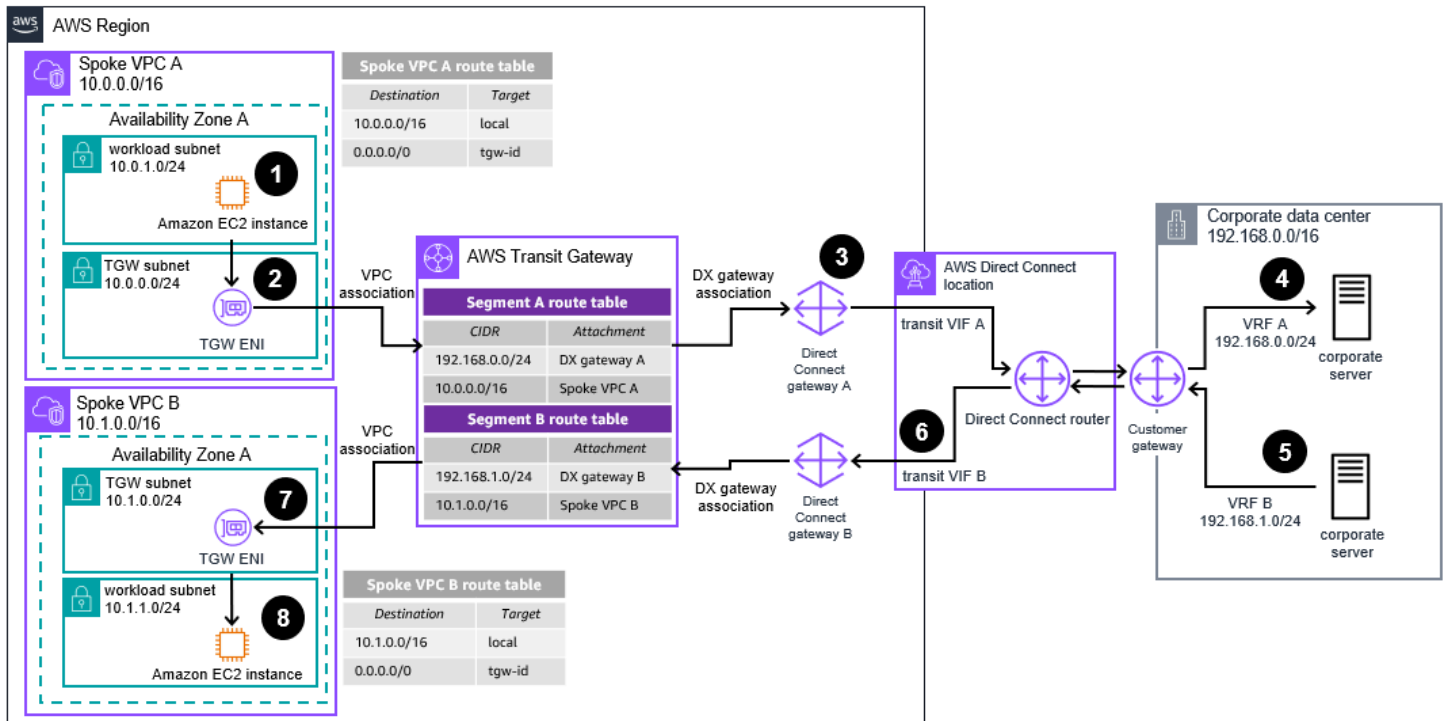 aws
AWS Region
Spoke VPC A
10.0.0.0/16
Availability Zone A
workload subnet
10.0.1.0/24
1
Amazon EC2 instance
TGW subnet
10.0.0.0/24
2
TGW ENI
Spoke VPC A route table
Destination Target
10.0.0.0/16 local
0.0.0.0/0 tgw-id
VPC
association
AWS Transit Gateway
Segment A route table
CIDR Attachment
192.168.0.0/24 DX gateway A
10.0.0.0/16 Spoke VPC A
Segment B route table
CIDR Attachment
192.168.1.0/24 DX gateway B
10.1.0.0/16 Spoke VPC B
DX gateway
association
3
Direct
Connect
gateway A
AWS Direct Connect
location
transit VIF A
Direct Connect router
6
transit VIF B
Customer
gateway
Corporate data center
192.168.0.0/16
4
VRF A
192.168.0.0/24
corporate
server
5
VRF B
192.168.1.0/24
corporate
server
DX gateway
association
Direct
Connect
gateway B
VPC
association
Spoke VPC B
10.1.0.0/16
Availability Zone A
TGW subnet
10.1.0.0/24
7
TGW ENI
workload subnet
10.1.1.0/24
8
Amazon EC2 instance
Spoke VPC B route table
Destination Target
10.1.0.0/16 local
0.0.0.0/0 tgw-id